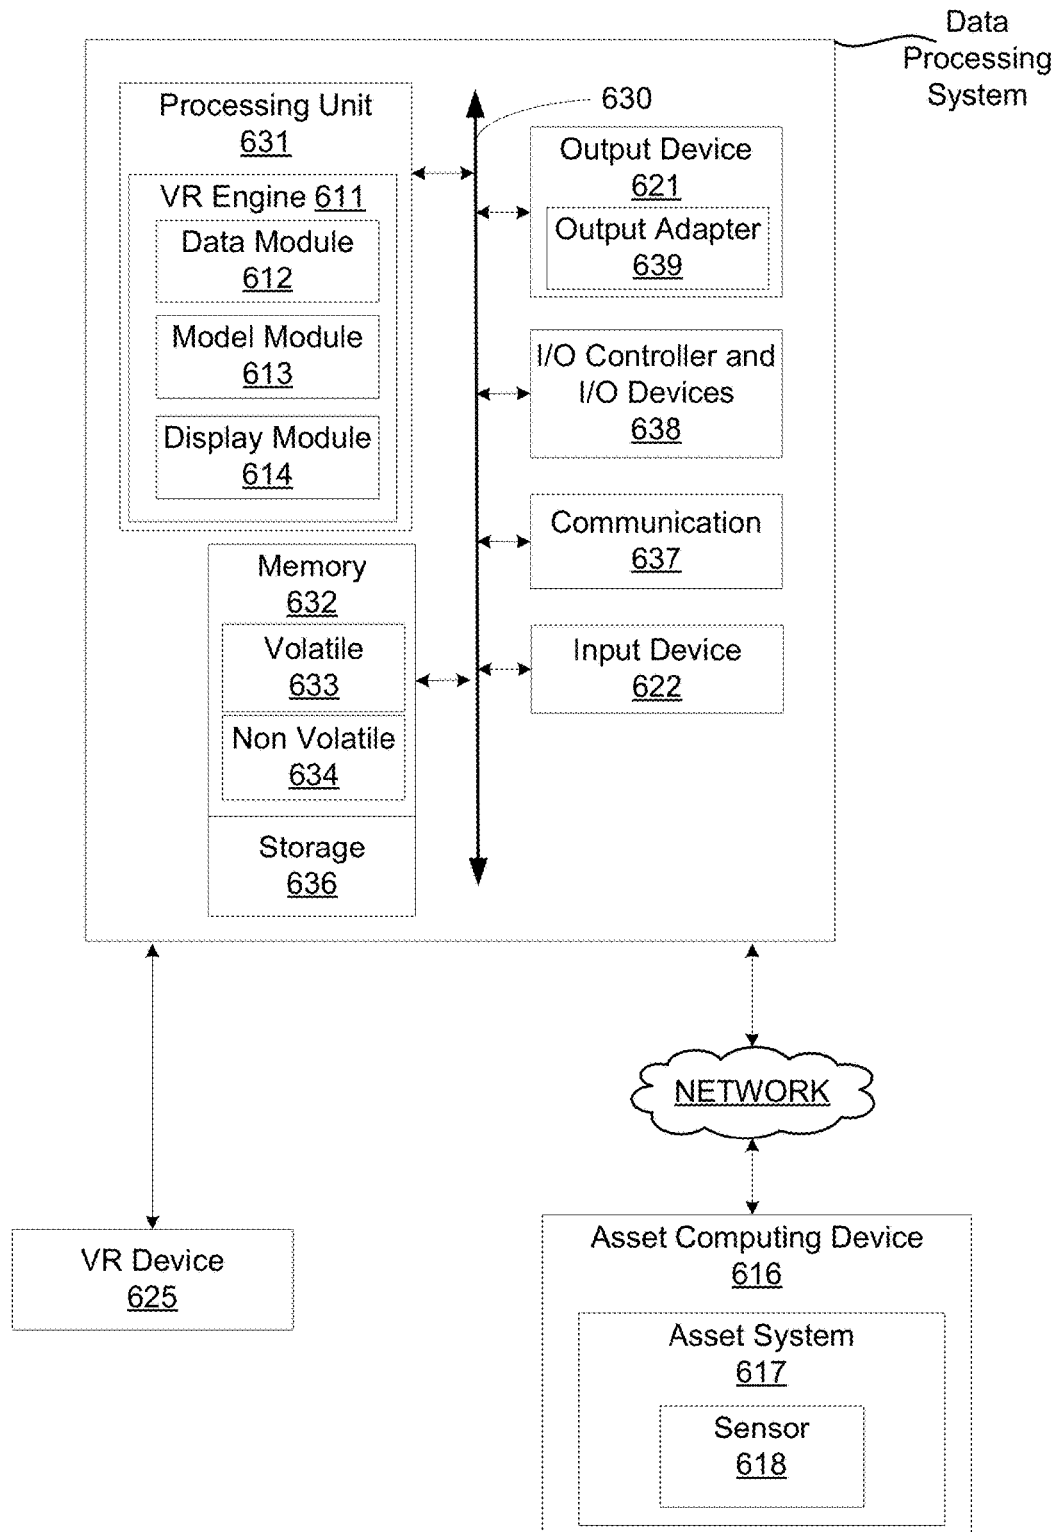 Data
Processing
System
Processing Unit
631
VR Engine 611
Data Module
612
Model Module
613
Display Module
614
630
Output Device
621
Output Adapter
639
I/O Controller and
I/O Devices
638
Communication
637
Input Device
622
Memory
632
Volatile
633
Non Volatile
634
Storage
636
NETWORK
VR Device
625
Asset Computing Device
616
Asset System
617
Sensor
618